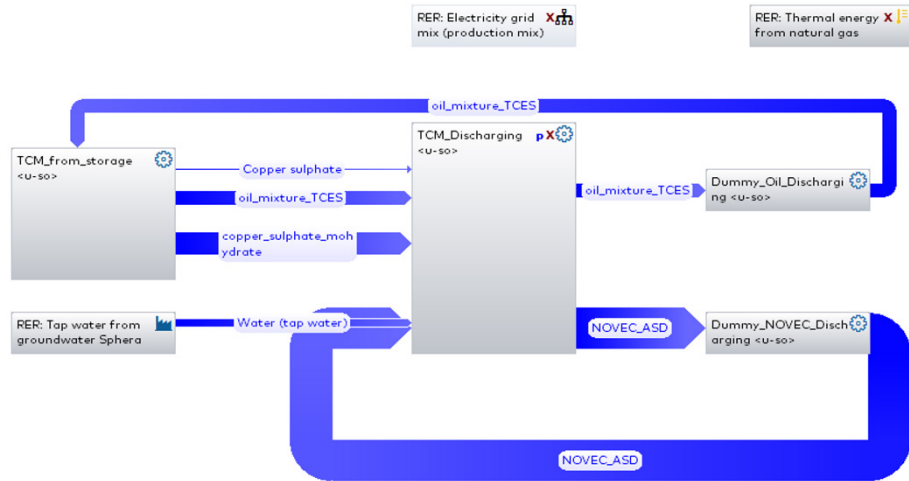 RER: Electricity grid X
mix (production mix)
RER: Thermal energy X
from natural gas
oil_mixture_TCES
TCM_from_storage
<u-so>
TCM_Discharging p X
<u-so>
Copper sulphate
oil_mixture_TCES
copper_sulphate_moh
ydrate
oil_mixture_TCES
Dummy_Oil_Dischargi
ng <u-so>
RER: Tap water from
groundwater Sphera
Water (tap water)
NOVEC_ASD
Dummy_NOVEC_Disch
arging <u-so>
NOVEC_ASD